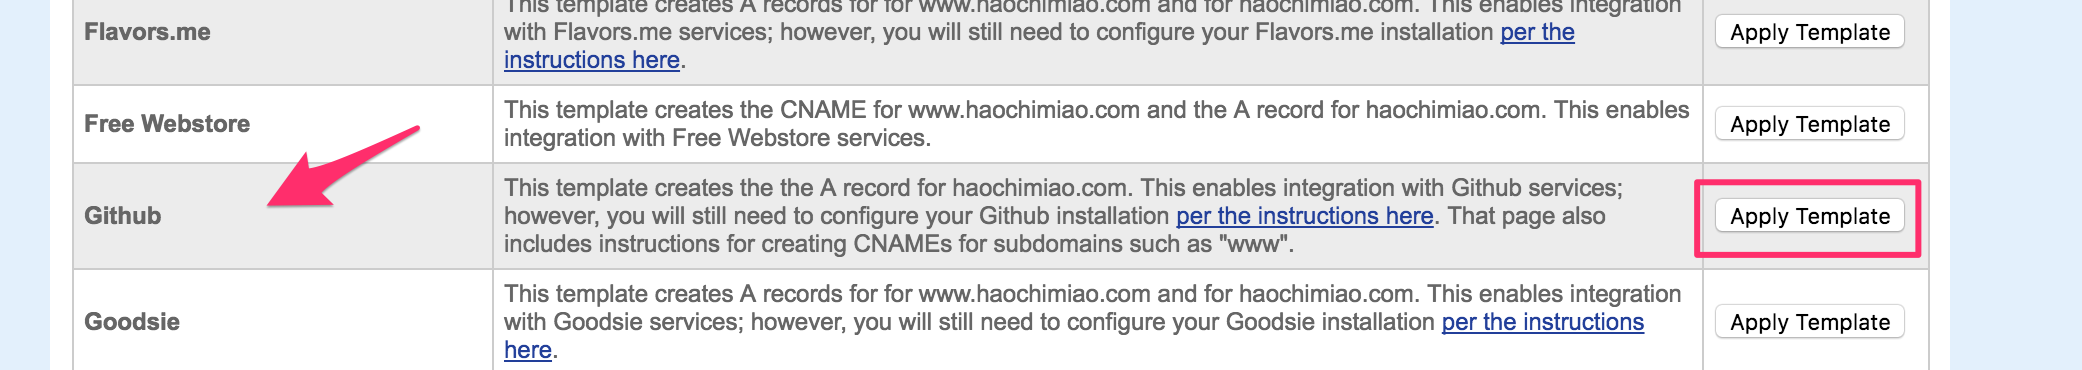 This template creates A records for for www.haochimiao.com and for haochimiao.com. This enables integration
Flavors.me
with Flavors.me services; however, you will still need to configure your Flavors.me installation per the
Apply Template
instructions here.
This template creates the CNAME for www.haochimiao.com and the A record for haochimiao.com. This enables
Free Webstore
Apply Template
integration with Free Webstore services.
This template creates the the A record for haochimiao.com. This enables integration with Github services;
Github
however, you will still need to configure your Github installation per the instructions here. That page also
Apply Template
includes instructions for creating CNAMEs for subdomains such as "www".
This template creates A records for for www.haochimiao.com and for haochimiao.com. This enables integration
Goodsie
with Goodsie services; however, you will still need to configure your Goodsie installation per the instructions
Apply Template
here.